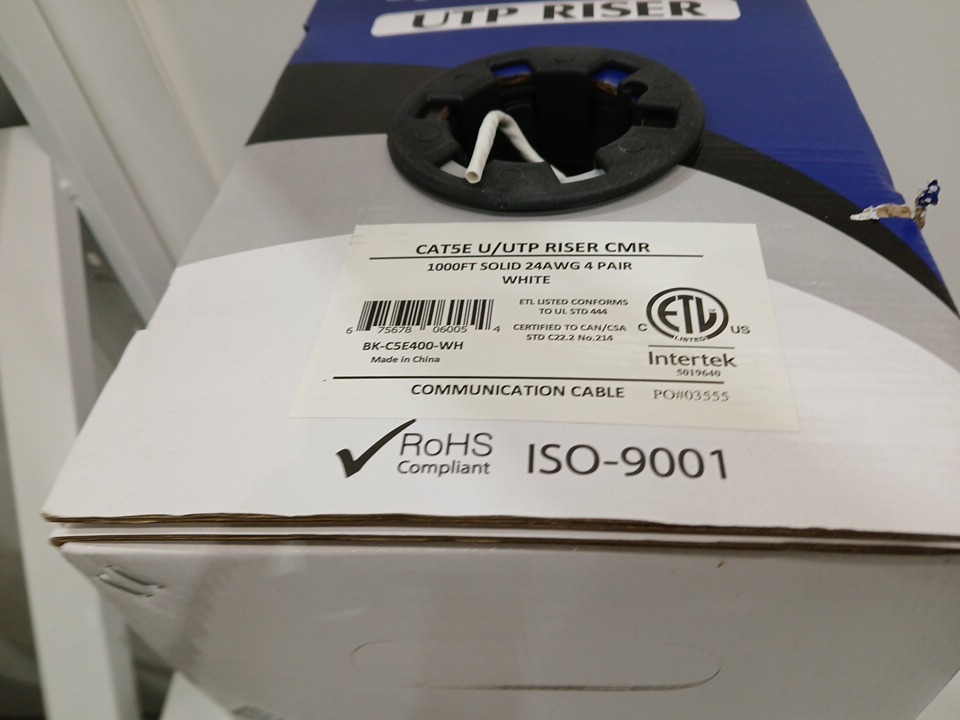 UTP RISER
CAT5E U/UTP RISER CMR
1000FT SOLID 24AWG 4 PAIR
WHITE
6 75678 06005 4
BK-C5E400-WH
Made in China
ETL LISTED CONFORMS
TO UL STD 444
CERTIFIED TO CAN/CSA
STD C22.2 No.214
C ETL US
LISTED
Intertek
5019640
COMMUNICATION CABLE
PO#03555
RoHS
Compliant
ISO-9001